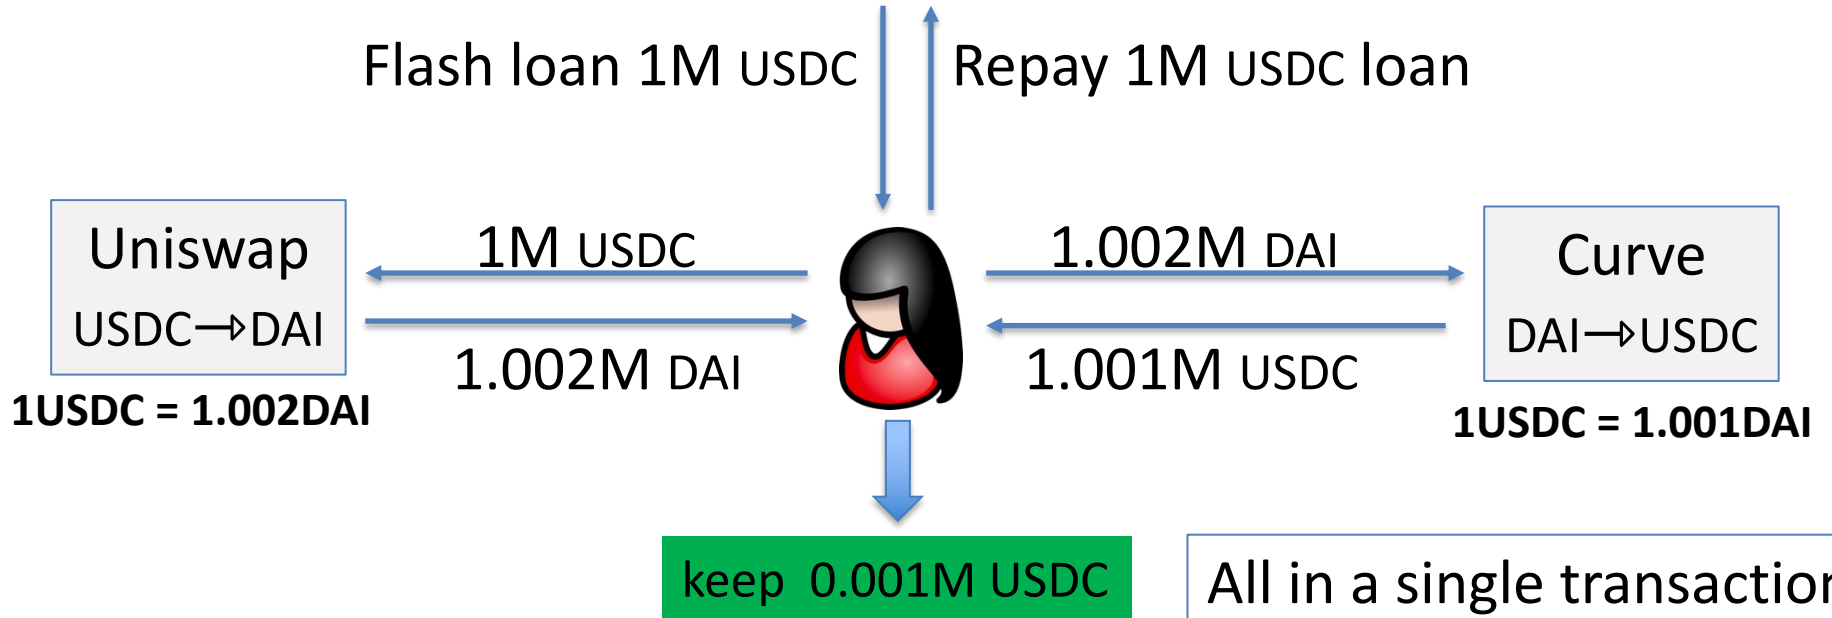 Flash loan 1M USDC
Repay 1M USDC loan
Uniswap
USDC→DAI
1USDC = 1.002DAI
1M USDC
1.002M DAI
1.002M DAI
1.001M USDC
Curve
DAI→USDC
1USDC = 1.001DAI
keep 0.001M USDC
All in a single transaction